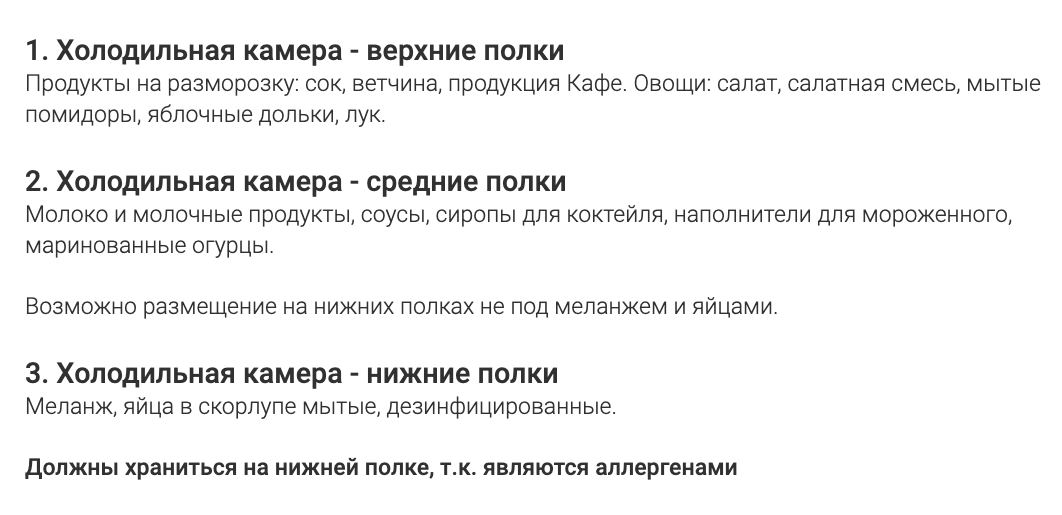 1. Холодильная камера - верхние полки
Продукты на разморозку: сок, ветчина, продукция Кафе. Овощи: салат, салатная смесь, мытые
помидоры, яблочные дольки, лук.
2. Холодильная камера - средние полки
Молоко и молочные продукты, соусы, сиропы для коктейля, наполнители для мороженного,
маринованные огурцы.
Возможно размещение на нижних полках не под меланжем и яйцами.
3. Холодильная камера - нижние полки
Меланж, яйца в скорлупе мытые, дезинфицированные.
Должны храниться на нижней полке, т.к. являются аллергенами